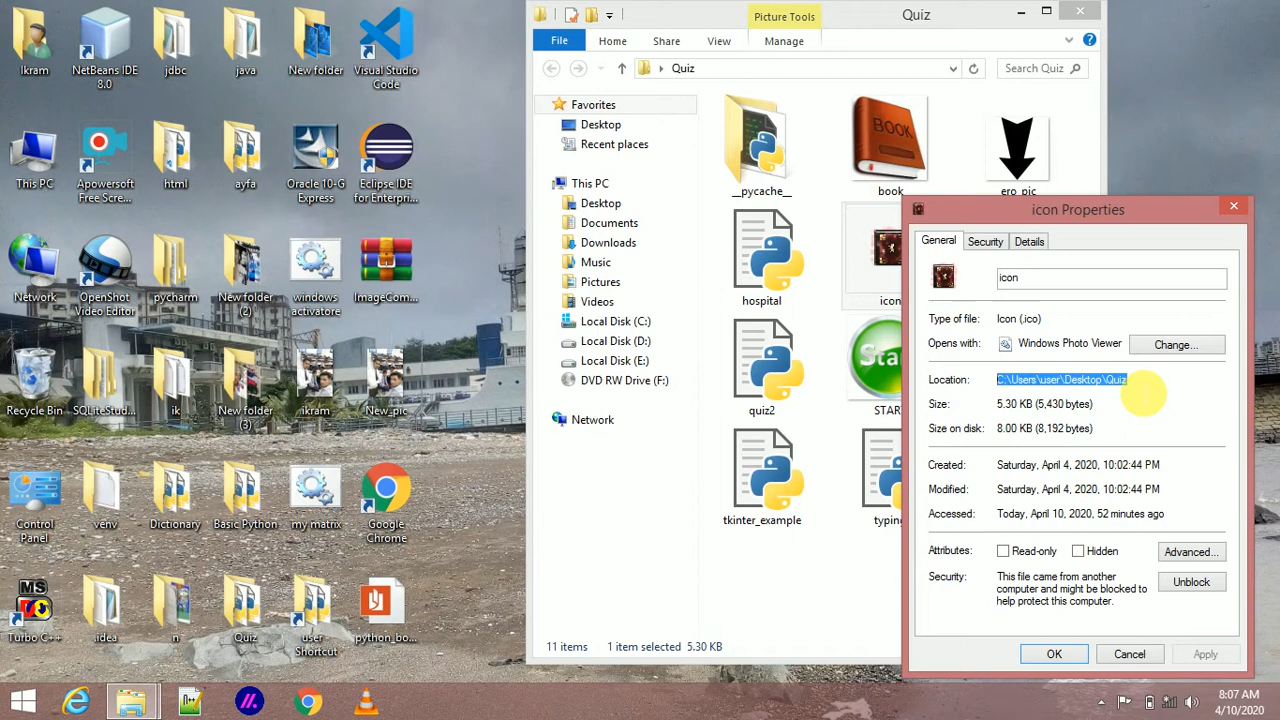 Ikram
NetBeans IDE
8.0
jdbc
java
New folder
Visual Studio
Code
This PC
Apowersoft
Free Scre...
html
ayfa
Oracle 10-G
Express
Eclipse IDE
for Enterpri...
Network
OpenShot
Video Editor
pycharm
New folder
(2)
windows
activatore
ImageCom...
Recycle Bin
SQLiteStud...
ik
New folder
(3)
ikram
New_pic
Control
Panel
venv
Dictionary
Basic Python
my matrix
Google
Chrome
MS
Turbo C++
.idea
n
Quiz
user
Shortcut
python_bo...
Picture Tools
Quiz
File
Home
Share
View
Manage
Quiz
Search Quiz
Favorites
Desktop
Recent places
This PC
Desktop
Documents
Downloads
Music
Pictures
Videos
Local Disk (C:)
Local Disk (D:)
Local Disk (E:)
DVD RW Drive (F:)
Network
__pycache__
BOOK
book
ero_pic
hospital
icon
quiz2
Sta
START
tkinter_example
typing
11 items
1 item selected 5.30 KB
icon Properties
General
Security
Details
icon
Type of file: Icon (.ico)
Opens with: Windows Photo Viewer
Change...
Location: C:\Users\user\Desktop\Quiz
Size: 5.30 KB (5,430 bytes)
Size on disk: 8.00 KB (8,192 bytes)
Created: Saturday, April 4, 2020, 10:02:44 PM
Modified: Saturday, April 4, 2020, 10:02:44 PM
Accessed: Today, April 10, 2020, 52 minutes ago
Attributes: Read-only Hidden
Advanced...
Security: This file came from another
computer and might be blocked to
help protect this computer.
Unblock
OK
Cancel
Apply
8:07 AM
4/10/2020